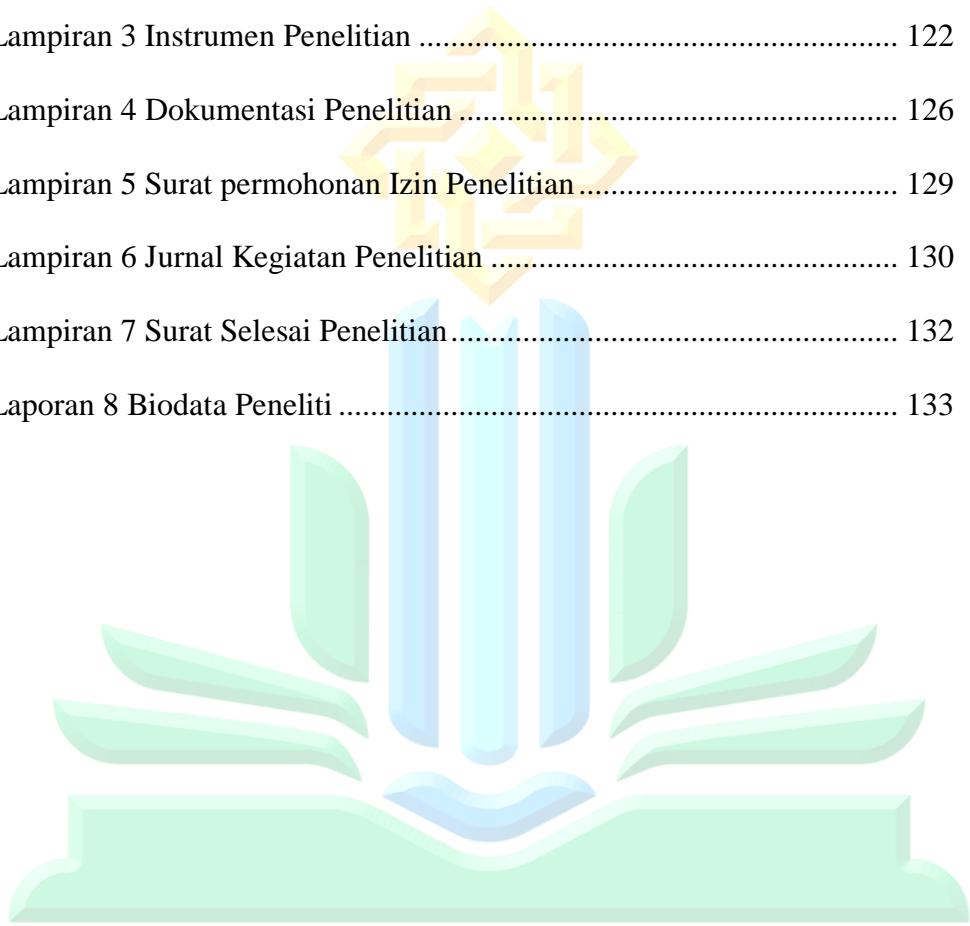 Lampiran 3 Instrumen Penelitian ............................................................. 122
Lampiran 4 Dokumentasi Penelitian ........................................................ 126
Lampiran 5 Surat permohonan Izin Penelitian ......................................... 129
Lampiran 6 Jurnal Kegiatan Penelitian .................................................... 130
Lampiran 7 Surat Selesai Penelitian ......................................................... 132
Laporan 8 Biodata Peneliti ....................................................................... 133